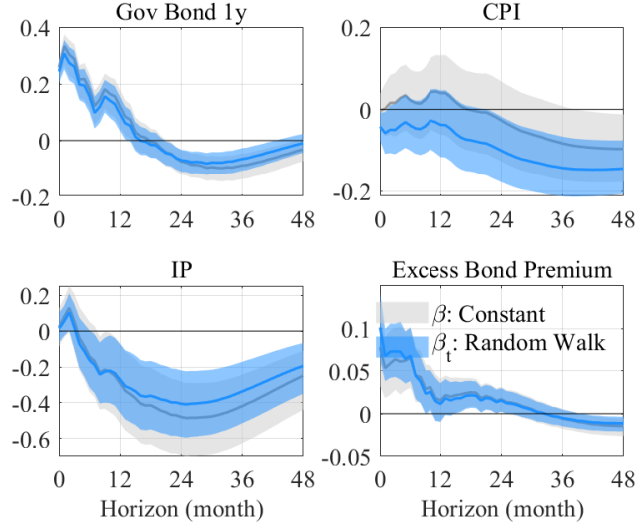 Gov Bond 1y
0.4
0.2
0
-0.2
0 12 24 36 48
CPI
0.2
0
-0.2
0 12 24 36 48
IP
0.2
0
-0.2
-0.4
-0.6
0 12 24 36 48
Horizon (month)
Excess Bond Premium
β: Constant
βt: Random Walk
0.1
0.05
0
-0.05
0 12 24 36 48
Horizon (month)